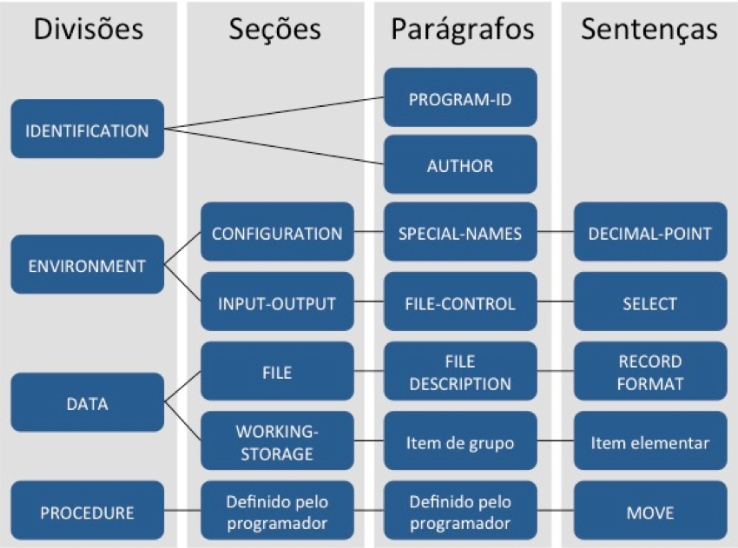 Divisões
Seções
Parágrafos
Sentenças
IDENTIFICATION
PROGRAM-ID
AUTHOR
ENVIRONMENT
CONFIGURATION
SPECIAL-NAMES
DECIMAL-POINT
INPUT-OUTPUT
FILE-CONTROL
SELECT
DATA
FILE
FILE
DESCRIPTION
RECORD
FORMAT
WORKING-
STORAGE
Item de grupo
Item elementar
PROCEDURE
Definido pelo
programador
Definido pelo
programador
MOVE